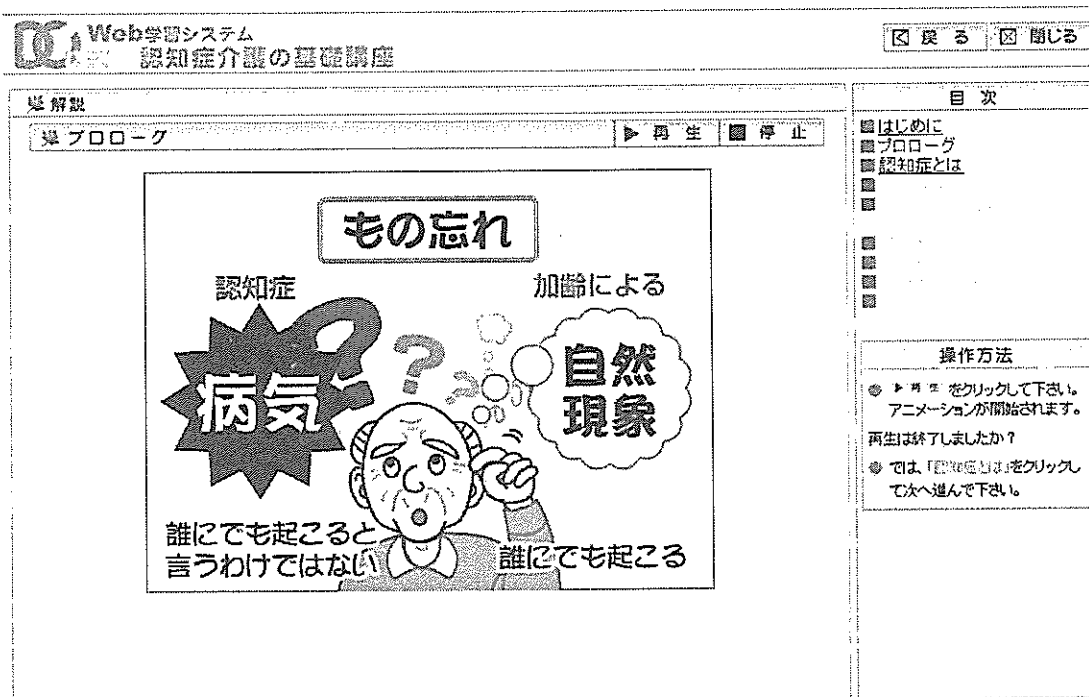 Web学習システム
認知症介護の基礎講座
戻る
閉じる
解説
プロローグ
再生
停止
もの忘れ
認知症
病気
誰にでも起こると
言うわけではない
加齢による
自然
現象
誰にでも起こる
目次
はじめに
プロローグ
認知症とは
操作方法
再生 をクリックして下さい。
アニメーションが開始されます。
再生は終了しましたか?
では、「認知症とは」をクリックし
て次へ進んで下さい。